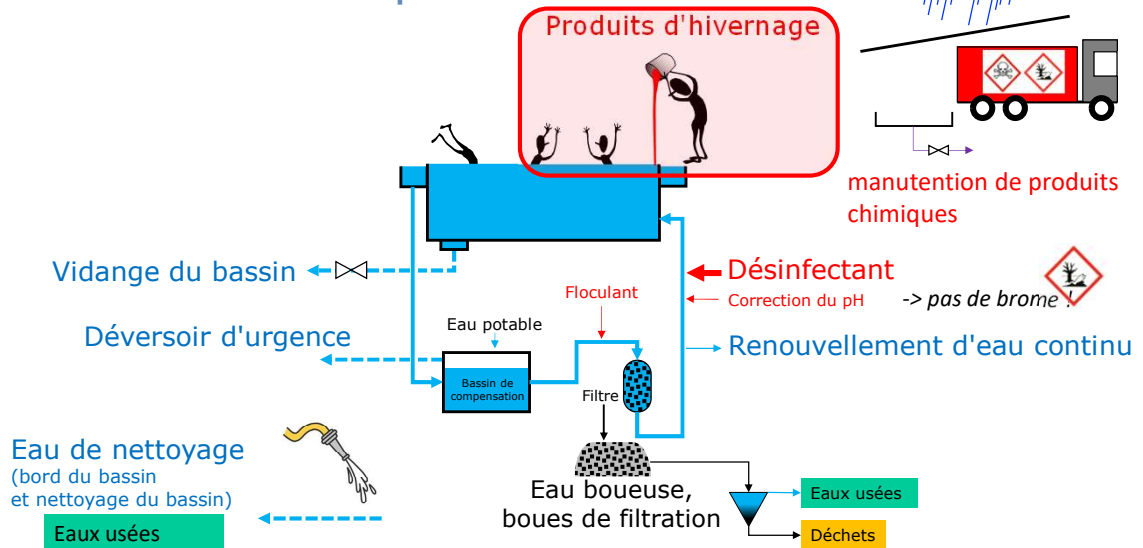 Produits d'hivernage
manutention de produits
chimiques
Vidange du bassin
Désinfectant
Correction du pH
-> pas de brome !
Floculant
Eau potable
Déversoir d'urgence
Renouvellement d'eau continu
Bassin de
compensation
Filtre
Eau de nettoyage
(bord du bassin
et nettoyage du bassin)
Eaux usées
Eau boueuse,
boues de filtration
Eaux usées
Déchets